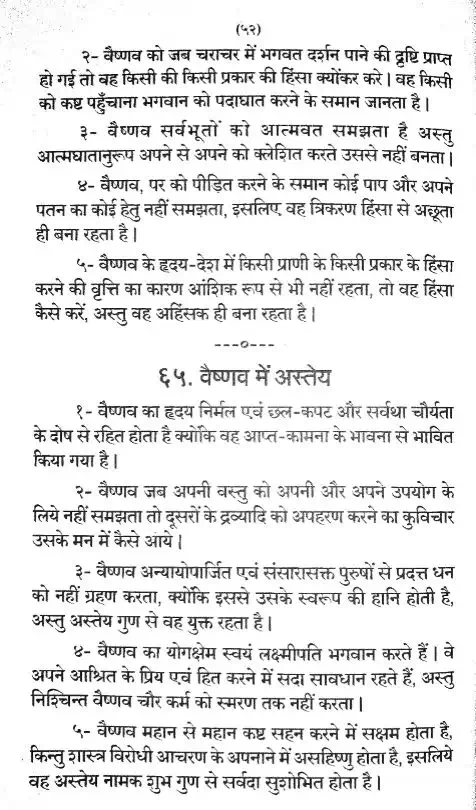 (५२)
२- वैष्णव को जब चराचर में भगवत दर्शन पाने की दृष्टि प्राप्त
हो गई तो वह किसी की किसी प्रकार की हिंसा क्योंकर करे। वह किसी
को कष्ट पहुँचाना भगवान को पदाघात करने के समान जानता है।
३- वैष्णव सर्वभूतों को आत्मवत समझता है अस्तु
आत्मघातानुरूप अपने से अपने को क्लेशित करते उससे नहीं बनता।
४- वैष्णव, पर को पीड़ित करने के समान कोई पाप और अपने
पतन का कोई हेतु नहीं समझता, इसलिए वह त्रिकरण हिंसा से अछूता
ही बना रहता है।
५- वैष्णव के हृदय-देश में किसी प्राणी के किसी प्रकार के हिंसा
करने की वृत्ति का कारण आंशिक रूप से भी नहीं रहता, तो वह हिंसा
कैसे करें, अस्तु वह अहिंसक ही बना रहता है।
---०---
६५. वैष्णव में अस्तेय
१- वैष्णव का हृदय निर्मल एवं छल-कपट और सर्वथा चौर्यता
के दोष से रहित होता है क्योंकि वह आप्त-कामना के भावना से भावित
किया गया है।
२- वैष्णव जब अपनी वस्तु को अपनी और अपने उपयोग के
लिये नहीं समझता तो दूसरों के द्रव्यादि को अपहरण करने का कुविचार
उसके मन में कैसे आये।
३- वैष्णव अन्यायोपार्जित एवं संसारासक्त पुरुषों से प्रदत्त धन
को नहीं ग्रहण करता, क्योंकि इससे उसके स्वरूप की हानि होती है,
अस्तु अस्तेय गुण से वह युक्त रहता है।
४- वैष्णव का योगक्षेम स्वयं लक्ष्मीपति भगवान करते हैं। वे
अपने आश्रित के प्रिय एवं हित करने में सदा सावधान रहते हैं, अस्तु
निश्चिन्त वैष्णव चौर कर्म को स्मरण तक नहीं करता।
५- वैष्णव महान से महान कष्ट सहन करने में सक्षम होता है,
किन्तु शास्त्र विरोधी आचरण के अपनाने में असहिष्णु होता है, इसलिये
वह अस्तेय नामक शुभ गुण से सर्वदा सुशोभित होता है।